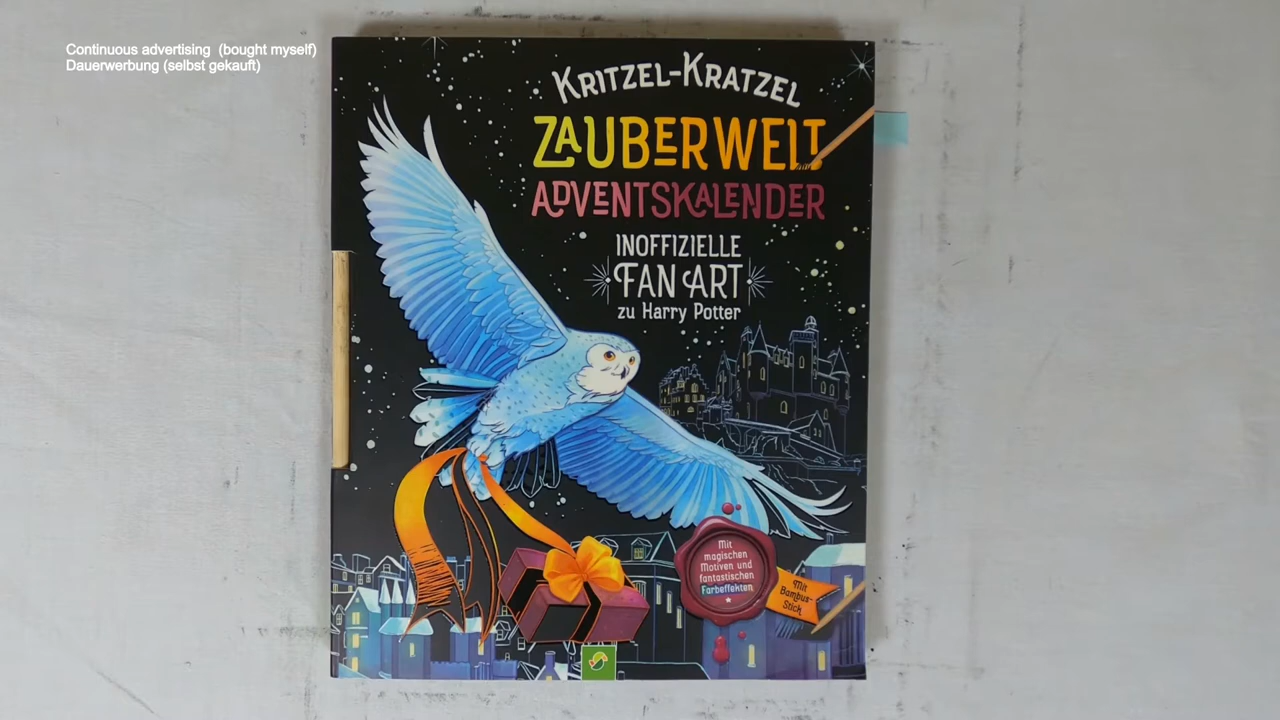 Continuous advertising (bought myself)
Dauerwerbung (selbst gekauft)
KRITZEL-KRATZEL
ZAUBERWELT
ADVENTSKALENDER
INOFFIZIELLE
FAN ART
zu Harry Potter
Mit
magischen
Motiven und
fantastischen
Farbeffekten
Mit
Bambus-
Stick